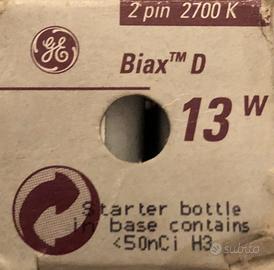 2 pin 2700 K
GE
Biax™ D
13 W
Starter bottle
in base contains
<50nCi H3
subito